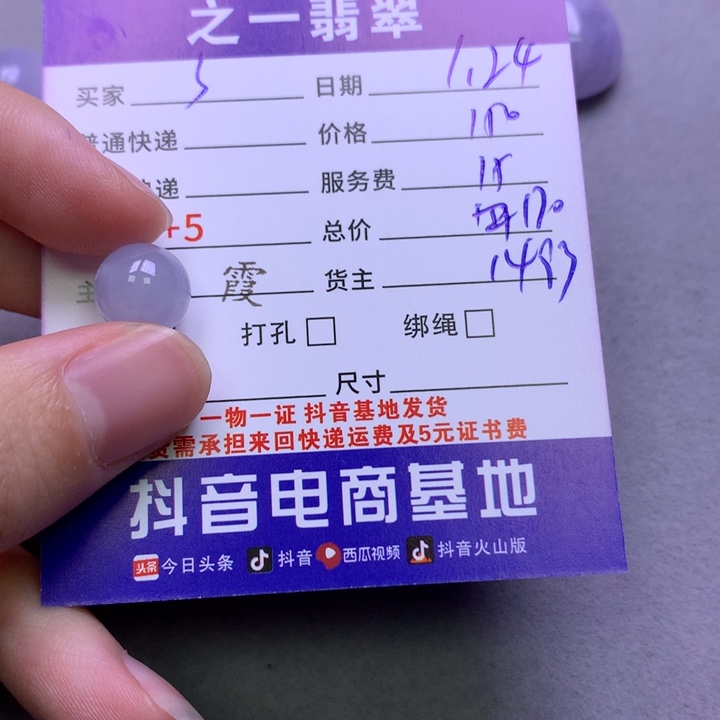 之一翡翠
买家 5 日期 1.24
普通快递 价格 150
快递 服务费 15
+5 总价 170
霞 货主 1493
打孔 绑绳
尺寸
一物一证 抖音基地发货
需承担来回快递运费及5元证书费
抖音电商基地
头条 今日头条 抖音 西瓜视频 抖音火山版